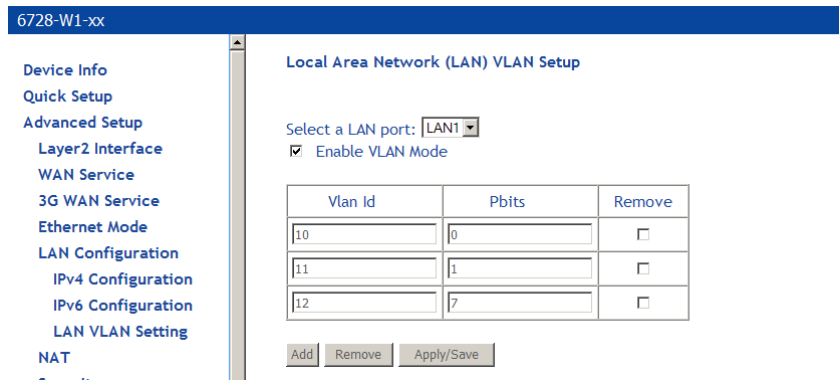 6728-W1-xx
Device Info
Quick Setup
Advanced Setup
Layer2 Interface
WAN Service
3G WAN Service
Ethernet Mode
LAN Configuration
IPv4 Configuration
IPv6 Configuration
LAN VLAN Setting
NAT
Local Area Network (LAN) VLAN Setup
Select a LAN port: LAN1
Enable VLAN Mode
Vlan Id Pbits Remove
10 0
11 1
12 7
Add Remove Apply/Save